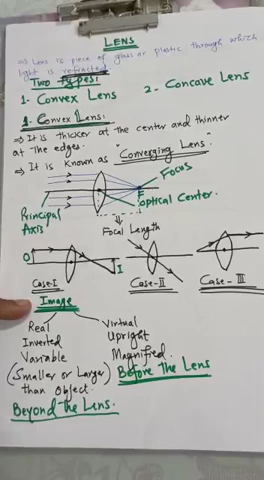 LENS
⇒ Lens is piece of glass or plastic through which
light is refracted.
Two Types:
1- Convex Lens 2- Concave Lens
1- Convex Lens:
⇒ It is thicker at the center and thinner
at the edges.
⇒ It is known as "Converging Lens."
Focus
F
optical Center.
Principal
Axis
Focal Length
O I
Case-I Case-II Case-III
Image
Real Virtual
Inverted Upright
Variable Magnified.
(Smaller or Larger) Before The Lens
than object.
Beyond The Lens.